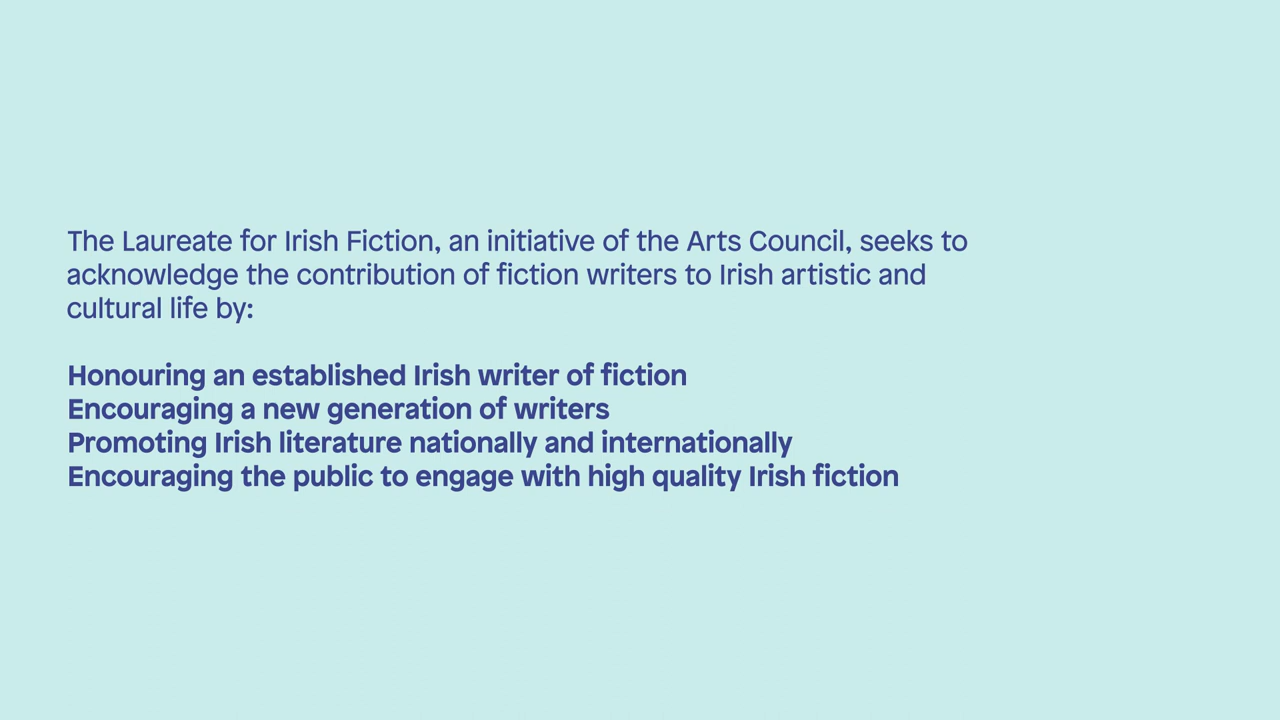 The Laureate for Irish Fiction, an initiative of the Arts Council, seeks to
acknowledge the contribution of fiction writers to Irish artistic and
cultural life by:
Honouring an established Irish writer of fiction
Encouraging a new generation of writers
Promoting Irish literature nationally and internationally
Encouraging the public to engage with high quality Irish fiction